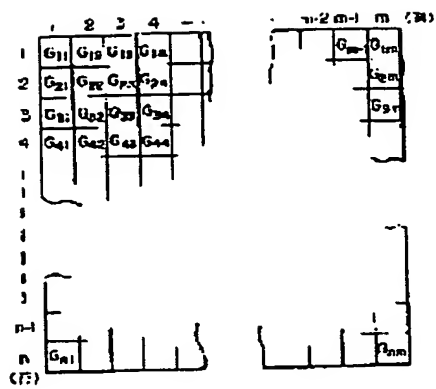 1 2 3 4 m-2 m-1 m (列)
1 G11 G12 G13 G14 G1m
2 G21 G22 G23 G24 G2m
3 G31 G32 G33 G34 G3m
4 G41 G42 G43 G44
n-1
n Gn1 Gnm
(行)